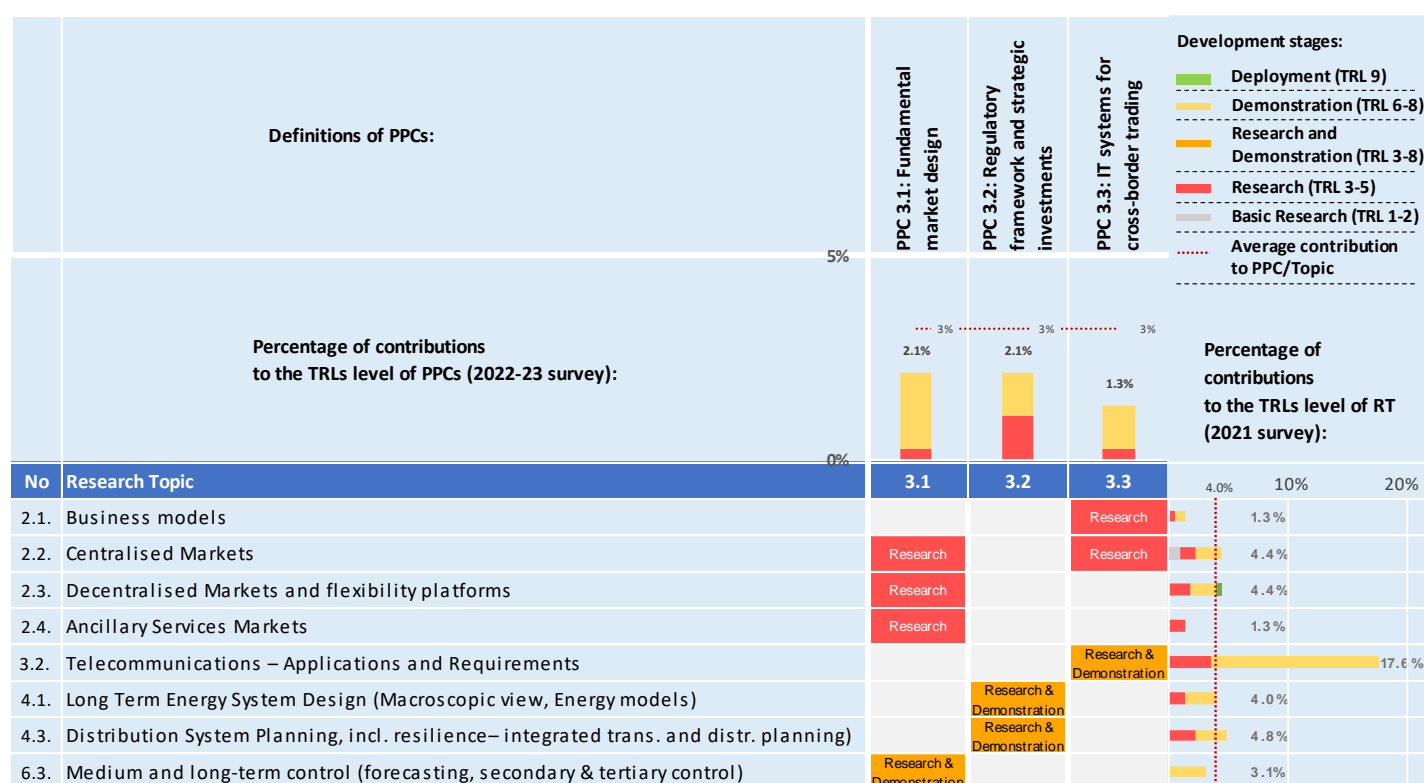 Definitions of PPCs:
PPC 3.1: Fundamental
market design
PPC 3.2: Regulatory
framework and strategic
investments
PPC 3.3: IT systems for
cross-border trading
Development stages:
Deployment (TRL 9)
Demonstration (TRL 6-8)
Research and
Demonstration (TRL 3-8)
Research (TRL 3-5)
Basic Research (TRL 1-2)
Average contribution
to PPC/Topic
5%
Percentage of contributions
to the TRLs level of PPCs (2022-23 survey):
3% 3% 3%
2.1% 2.1% 1.3%
0%
Percentage of
contributions
to the TRLs level of RT
(2021 survey):
No Research Topic 3.1 3.2 3.3 4.0% 10% 20%
2.1. Business models Research 1.3%
2.2. Centralised Markets Research Research 4.4%
2.3. Decentralised Markets and flexibility platforms Research 4.4%
2.4. Ancillary Services Markets Research 1.3%
3.2. Telecommunications – Applications and Requirements Research &
Demonstration 17.6%
4.1. Long Term Energy System Design (Macroscopic view, Energy models) Research &
Demonstration 4.0%
4.3. Distribution System Planning, incl. resilience– integrated trans. and distr. planning) Research &
Demonstration 4.8%
6.3. Medium and long-term control (forecasting, secondary & tertiary control) Research &
Demonstration 3.1%